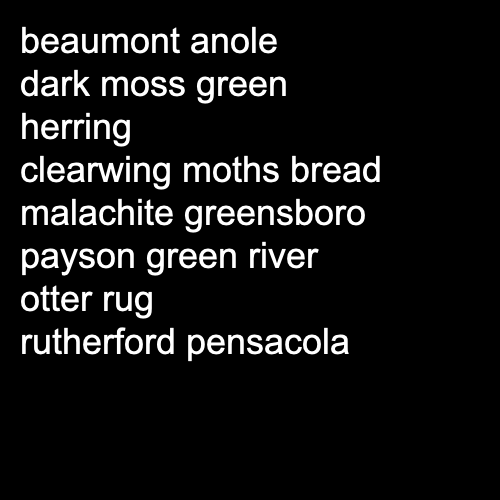 beaumont anole
dark moss green
herring
clearwing moths bread
malachite greensboro
payson green river
otter rug
rutherford pensacola